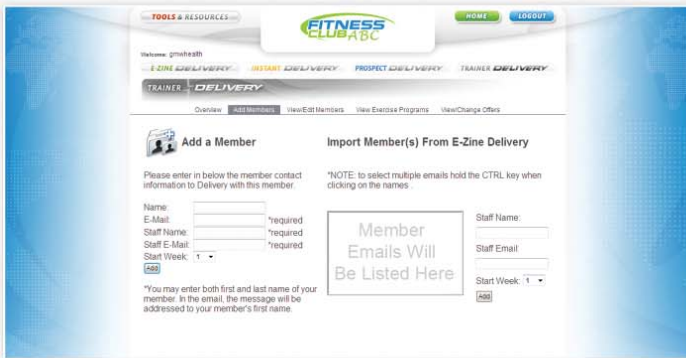 TOOLS & RESOURCES
FITNESS
CLUB ABC
HOME
LOGOUT
Welcome: gmwhealth
E-ZINE DELIVERY
INSTANT DELIVERY
PROSPECT DELIVERY
TRAINER DELIVERY
TRAINER DELIVERY
Overview Add Members View/Edit Members View Exercise Programs View/Change Offers
Add a Member
Please enter in below the member contact
information to Delivery with this member.
Name:
E-Mail: *required
Staff Name: *required
Staff E-Mail: *required
Start Week: 1
Add
*You may enter both first and last name of your
member. In the email, the message will be
addressed to your member's first name.
Import Member(s) From E-Zine Delivery
*NOTE: to select multiple emails hold the CTRL key when
clicking on the names .
Member
Emails Will
Be Listed Here
Staff Name:
Staff Email:
Start Week: 1
Add